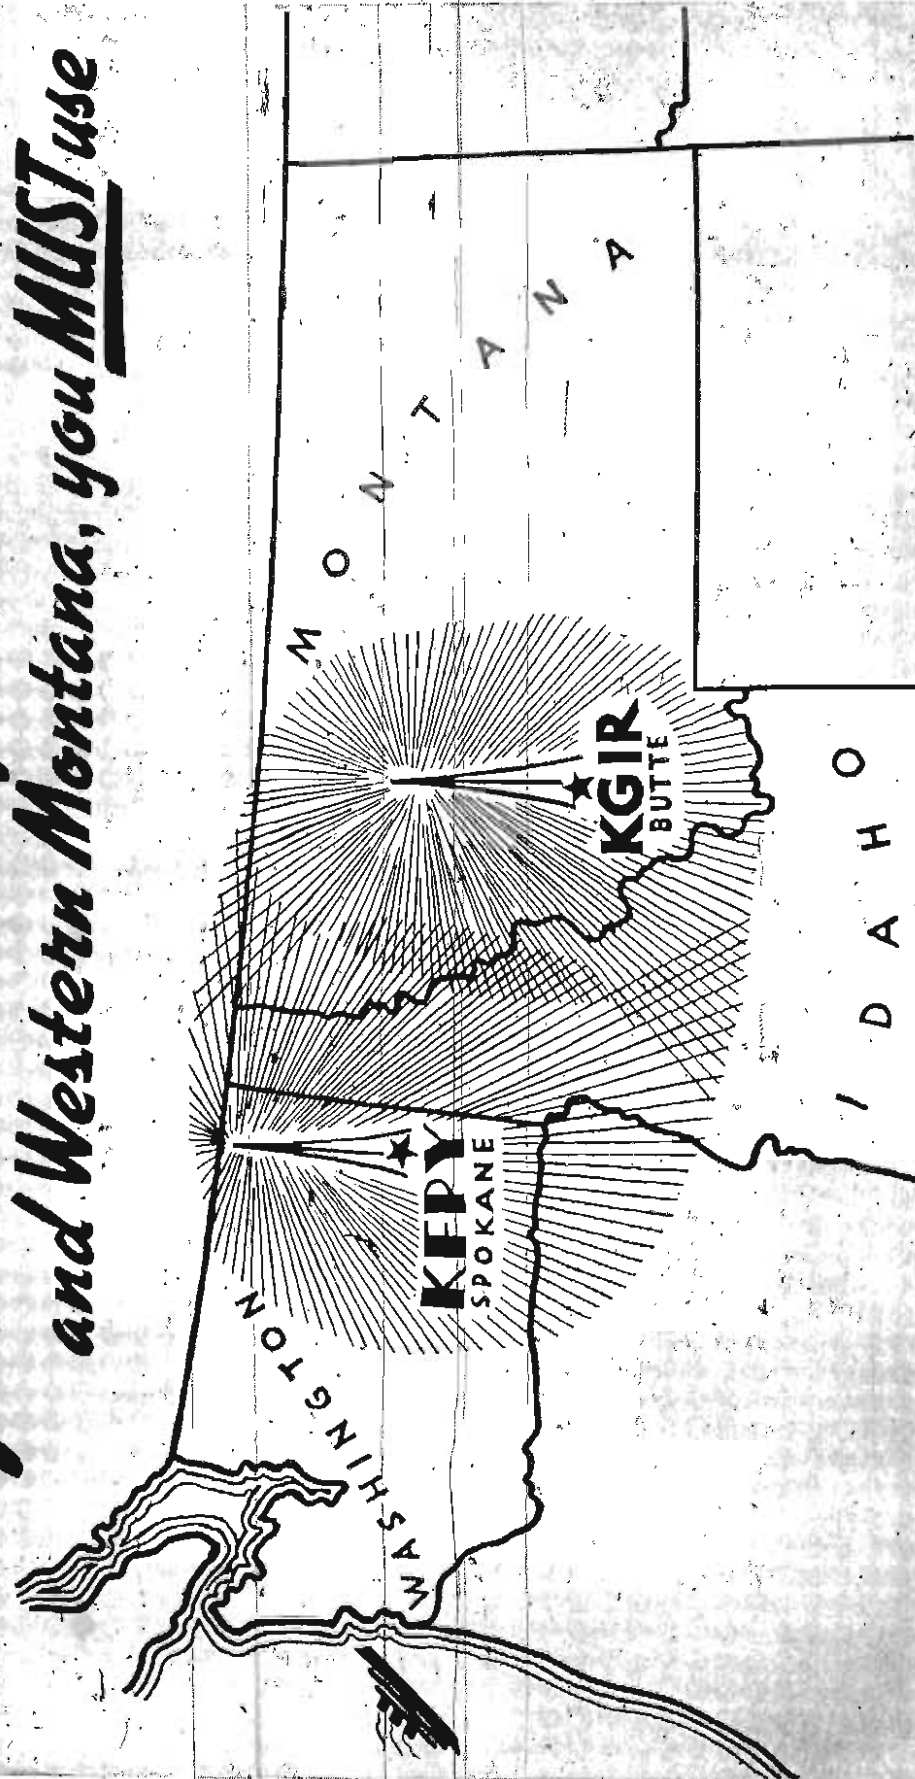 and Western Montana, you MUST use
WASHINGTON
MONTANA
IDAHO
KFPY
SPOKANE
KGIR
BUTTE